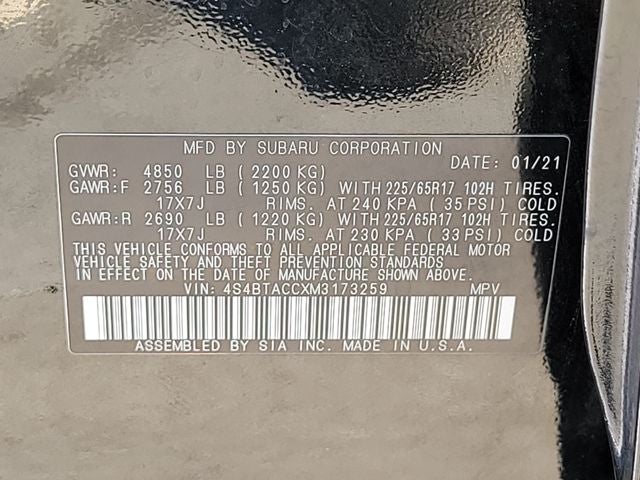 MFD BY SUBARU CORPORATION
DATE: 01/21
GVWR: 4850 LB (2200 KG)
GAWR:F 2756 LB (1250 KG) WITH 225/65R17 102H TIRES.
17X7J RIMS. AT 240 KPA (35 PSI) COLD
GAWR:R 2690 LB (1220 KG) WITH 225/65R17 102H TIRES.
17X7J RIMS. AT 230 KPA (33 PSI) COLD
THIS VEHICLE CONFORMS TO ALL APPLICABLE FEDERAL MOTOR
VEHICLE SAFETY AND THEFT PREVENTION STANDARDS
IN EFFECT ON THE DATE OF MANUFACTURE SHOWN ABOVE.
VIN: 4S4BTACCXM3173259 MPV
ASSEMBLED BY SIA INC. MADE IN U.S.A.